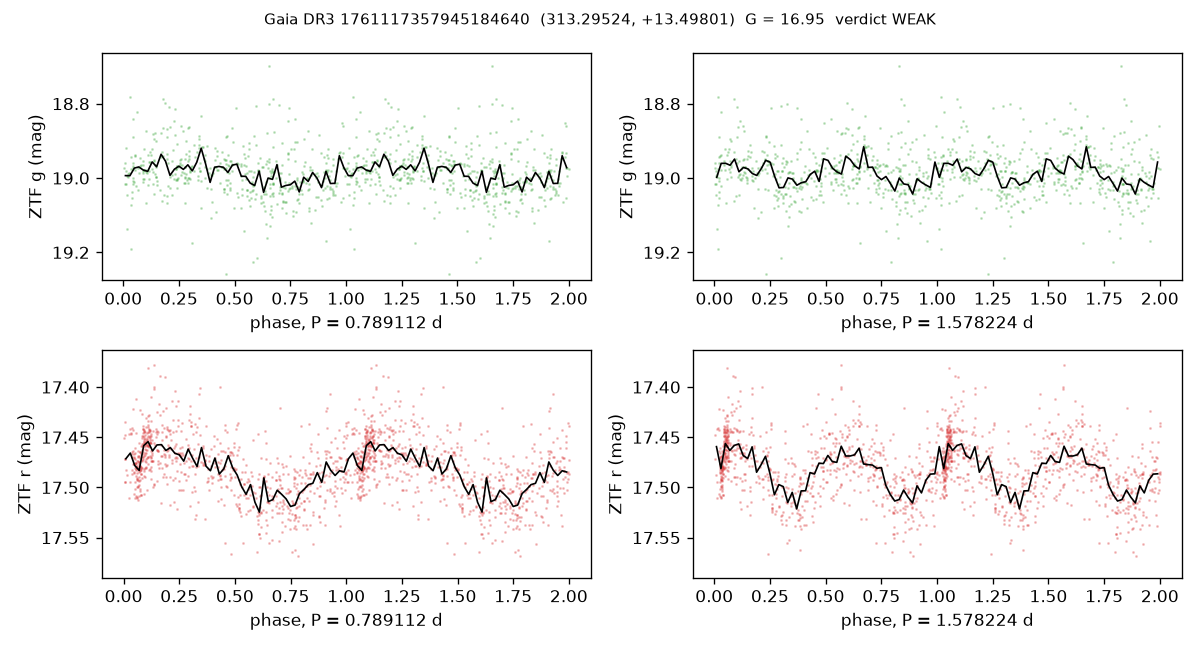 Gaia DR3 1761117357945184640 (313.29524, +13.49801) G = 16.95 verdict WEAK
ZTF g (mag)
18.8
19.0
19.2
0.00 0.25 0.50 0.75 1.00 1.25 1.50 1.75 2.00
phase, P = 0.789112 d
ZTF g (mag)
18.8
19.0
19.2
0.00 0.25 0.50 0.75 1.00 1.25 1.50 1.75 2.00
phase, P = 1.578224 d
ZTF r (mag)
17.40
17.45
17.50
17.55
0.00 0.25 0.50 0.75 1.00 1.25 1.50 1.75 2.00
phase, P = 0.789112 d
ZTF r (mag)
17.40
17.45
17.50
17.55
0.00 0.25 0.50 0.75 1.00 1.25 1.50 1.75 2.00
phase, P = 1.578224 d